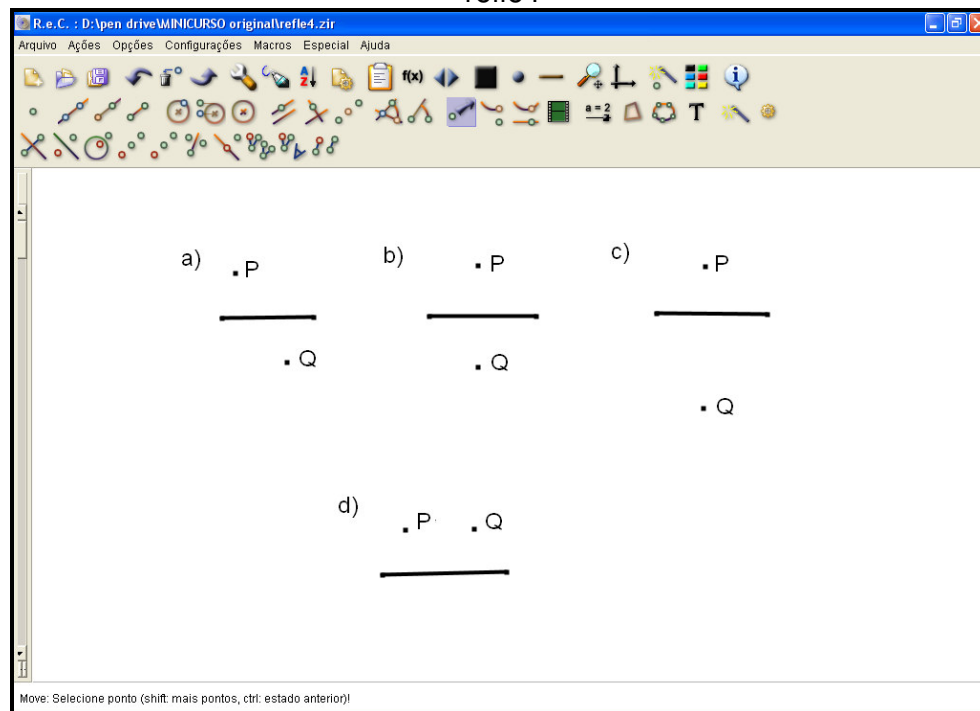 R.e.C. : D:\pen drive\MINICURSO original\refle4.zir
Arquivo Ações Opções Configurações Macros Especial Ajuda
f(x)
a = 2
T
a) P
b) P
c) P
Q
Q
Q
d) P Q
Move: Selecione ponto (shift: mais pontos, ctrl: estado anterior)!